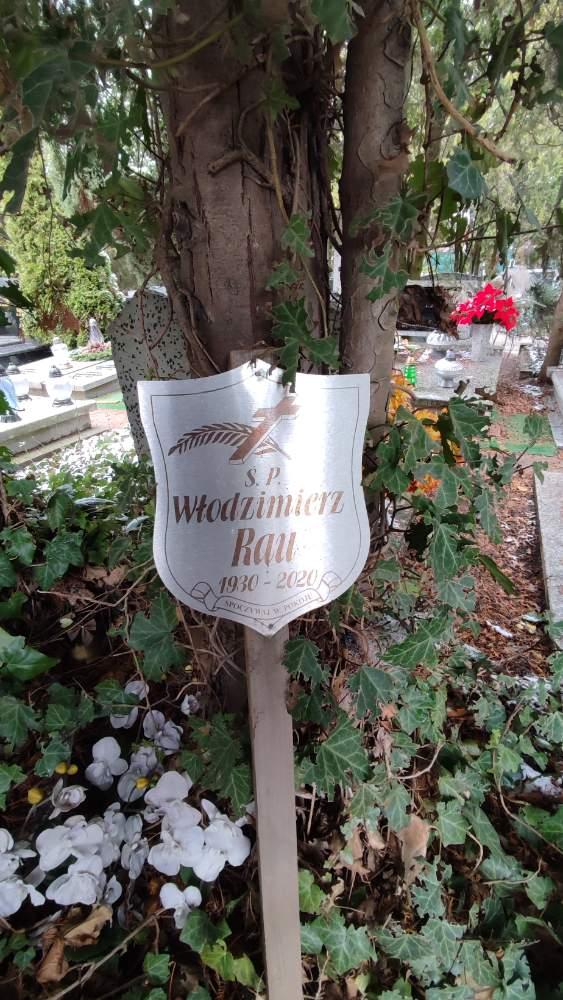 Ś. P.
Włodzimierz
Rau
1930 - 2020
SPOCZYWAJ W POKOJU